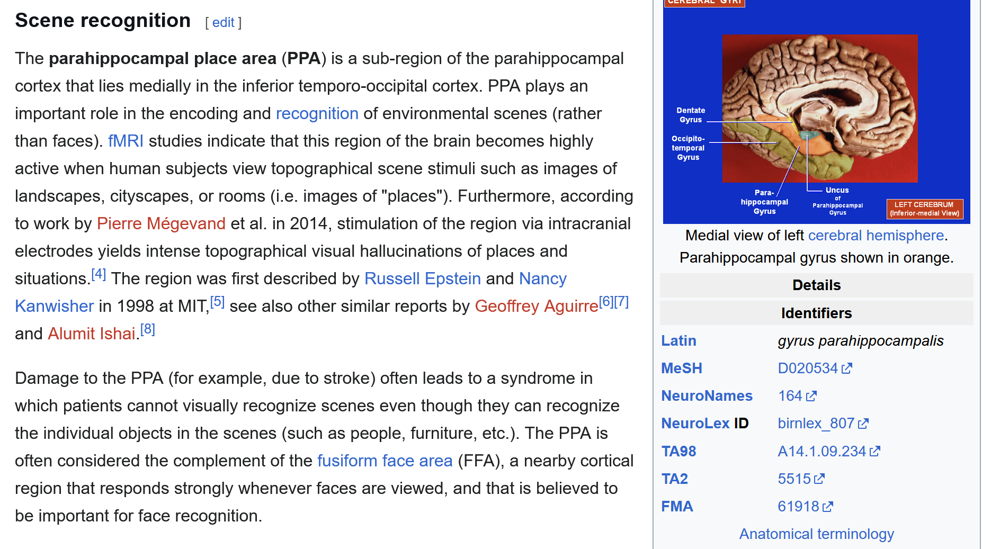 Scene recognition [ edit ]
The parahippocampal place area (PPA) is a sub-region of the parahippocampal
cortex that lies medially in the inferior temporo-occipital cortex. PPA plays an
important role in the encoding and recognition of environmental scenes (rather
than faces). fMRI studies indicate that this region of the brain becomes highly
active when human subjects view topographical scene stimuli such as images of
landscapes, cityscapes, or rooms (i.e. images of "places"). Furthermore, according
to work by Pierre Mégevand et al. in 2014, stimulation of the region via intracranial
electrodes yields intense topographical visual hallucinations of places and
situations.[4] The region was first described by Russell Epstein and Nancy
Kanwisher in 1998 at MIT,[5] see also other similar reports by Geoffrey Aguirre[6][7]
and Alumit Ishai.[8]
Damage to the PPA (for example, due to stroke) often leads to a syndrome in
which patients cannot visually recognize scenes even though they can recognize
the individual objects in the scenes (such as people, furniture, etc.). The PPA is
often considered the complement of the fusiform face area (FFA), a nearby cortical
region that responds strongly whenever faces are viewed, and that is believed to
be important for face recognition.
CEREBRAL GYRI
Dentate
Gyrus
Occipito-
temporal
Gyrus
Para-
hippocampal
Gyrus
Uncus
of
Parahippocampal
Gyrus
LEFT CEREBRUM
(Inferior-medial View)
Medial view of left cerebral hemisphere.
Parahippocampal gyrus shown in orange.
Details
Identifiers
Latin gyrus parahippocampalis
MeSH D020534
NeuroNames 164
NeuroLex ID birnlex_807
TA98 A14.1.09.234
TA2 5515
FMA 61918
Anatomical terminology